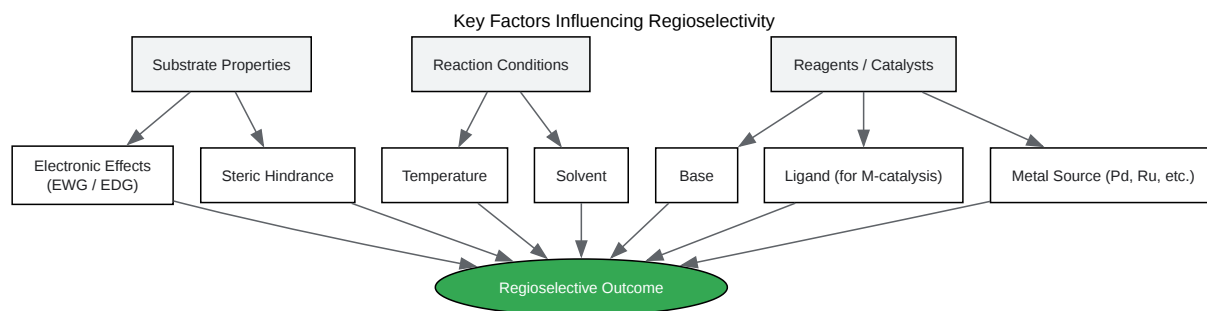 Key Factors Influencing Regioselectivity
Substrate Properties
Reaction Conditions
Reagents / Catalysts
Electronic Effects
(EWG / EDG)
Steric Hindrance
Temperature
Solvent
Base
Ligand (for M-catalysis)
Metal Source (Pd, Ru, etc.)
Regioselective Outcome